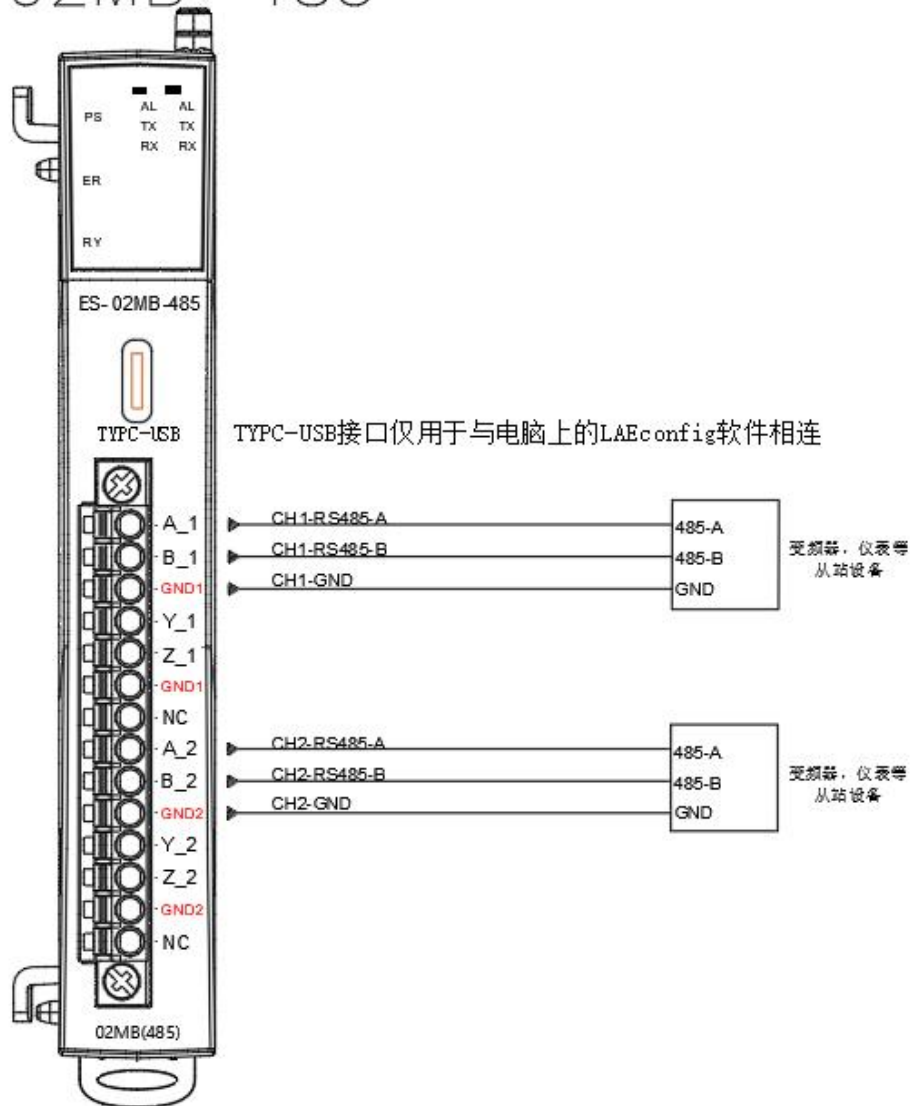 02MB-485
PS
AL AL
TX TX
RX RX
ER
RY
ES-02MB-485
TYPC-USB
TYPC-USB接口仅用于与电脑上的LAEconfig软件相连
A_1
B_1
GND1
Y_1
Z_1
GND1
NC
A_2
B_2
GND2
Y_2
Z_2
GND2
NC
CH1-RS485-A
CH1-RS485-B
CH1-GND
485-A
485-B
GND
变频器，仪表等
从站设备
CH2-RS485-A
CH2-RS485-B
CH2-GND
485-A
485-B
GND
变频器，仪表等
从站设备
02MB(485)